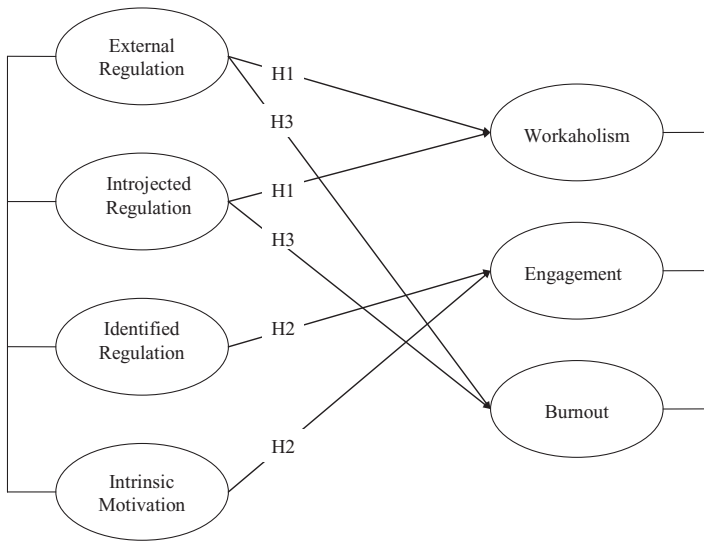 External
Regulation
H1
H3
Workaholism
Introjected
Regulation
H1
H3
Engagement
Identified
Regulation
H2
Burnout
H2
Intrinsic
Motivation